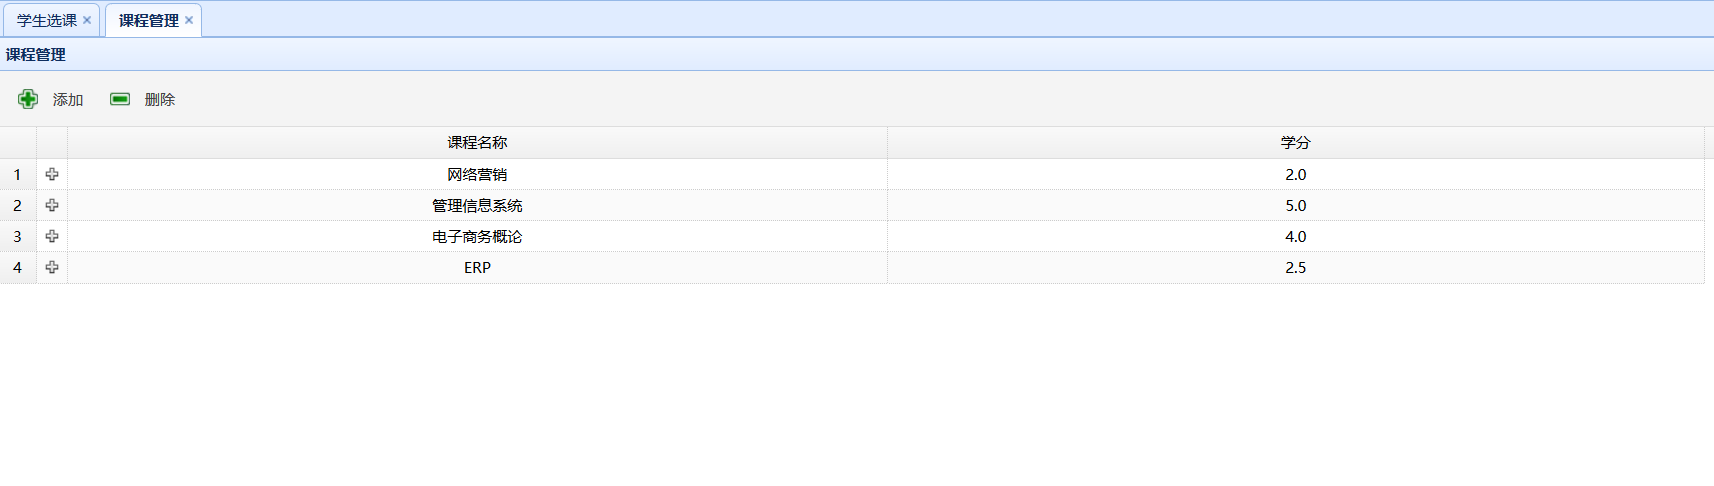 学生选课 课程管理
课程管理
添加 删除
课程名称 学分
1 网络营销 2.0
2 管理信息系统 5.0
3 电子商务概论 4.0
4 ERP 2.5